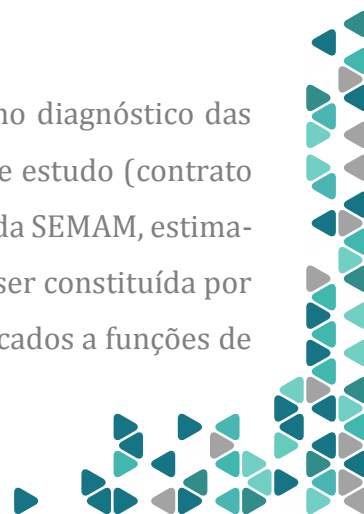 no diagnóstico das
e estudo (contrato
da SEMAM, estima-
ser constituída por
cados a funções de